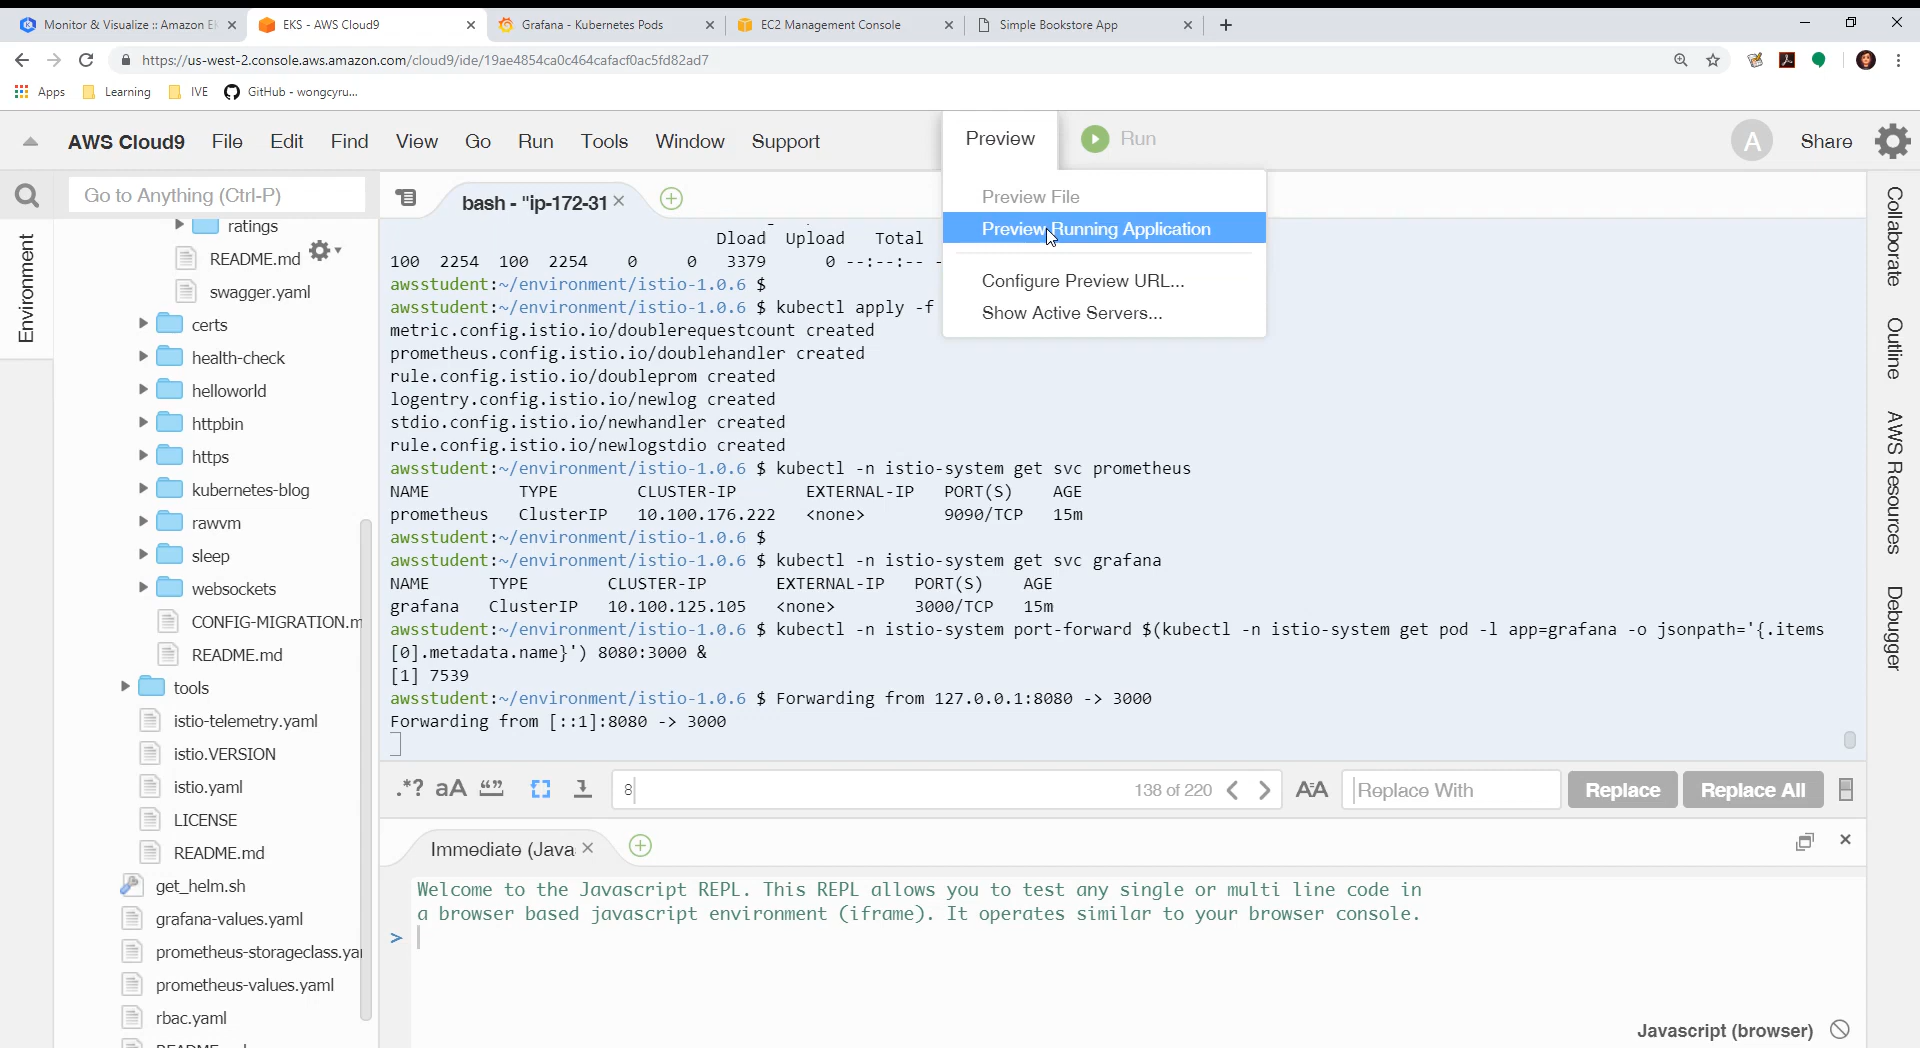 Monitor & Visualize :: Amazon EK
EKS - AWS Cloud9
Grafana - Kubernetes Pods
EC2 Management Console
Simple Bookstore App
https://us-west-2.console.aws.amazon.com/cloud9/ide/19ae4854ca0c464cafacf0ac5fd82ad7
Apps Learning IVE GitHub - wongcyru...
AWS Cloud9 File Edit Find View Go Run Tools Window Support Preview Run A Share
Go to Anything (Ctrl-P)
bash - "ip-172-31
Preview File
Preview Running Application
Configure Preview URL...
Show Active Servers...
Environment
ratings
README.md
swagger.yaml
certs
health-check
helloworld
httpbin
https
kubernetes-blog
rawvm
sleep
websockets
CONFIG-MIGRATION.m
README.md
tools
istio-telemetry.yaml
istio.VERSION
istio.yaml
LICENSE
README.md
get_helm.sh
grafana-values.yaml
prometheus-storageclass.yar
prometheus-values.yaml
rbac.yaml
Dload Upload Total
100 2254 100 2254 0 0 3379 0 --:--:-- -
awsstudent:~/environment/istio-1.0.6 $
awsstudent:~/environment/istio-1.0.6 $ kubectl apply -f
metric.config.istio.io/doublerequestcount created
prometheus.config.istio.io/doublehandler created
rule.config.istio.io/doubleprom created
logentry.config.istio.io/newlog created
stdio.config.istio.io/newhandler created
rule.config.istio.io/newlogstdio created
awsstudent:~/environment/istio-1.0.6 $ kubectl -n istio-system get svc prometheus
NAME TYPE CLUSTER-IP EXTERNAL-IP PORT(S) AGE
prometheus ClusterIP 10.100.176.222 <none> 9090/TCP 15m
awsstudent:~/environment/istio-1.0.6 $
awsstudent:~/environment/istio-1.0.6 $ kubectl -n istio-system get svc grafana
NAME TYPE CLUSTER-IP EXTERNAL-IP PORT(S) AGE
grafana ClusterIP 10.100.125.105 <none> 3000/TCP 15m
awsstudent:~/environment/istio-1.0.6 $ kubectl -n istio-system port-forward $(kubectl -n istio-system get pod -l app=grafana -o jsonpath='{.items
[0].metadata.name}') 8080:3000 &
[1] 7539
awsstudent:~/environment/istio-1.0.6 $ Forwarding from 127.0.0.1:8080 -> 3000
Forwarding from [::1]:8080 -> 3000
.*? aA “” 8 138 of 220 AA Replace With Replace Replace All
Immediate (Java
Welcome to the Javascript REPL. This REPL allows you to test any single or multi line code in
a browser based javascript environment (iframe). It operates similar to your browser console.
>
Javascript (browser)
Collaborate
Outline
AWS Resources
Debugger